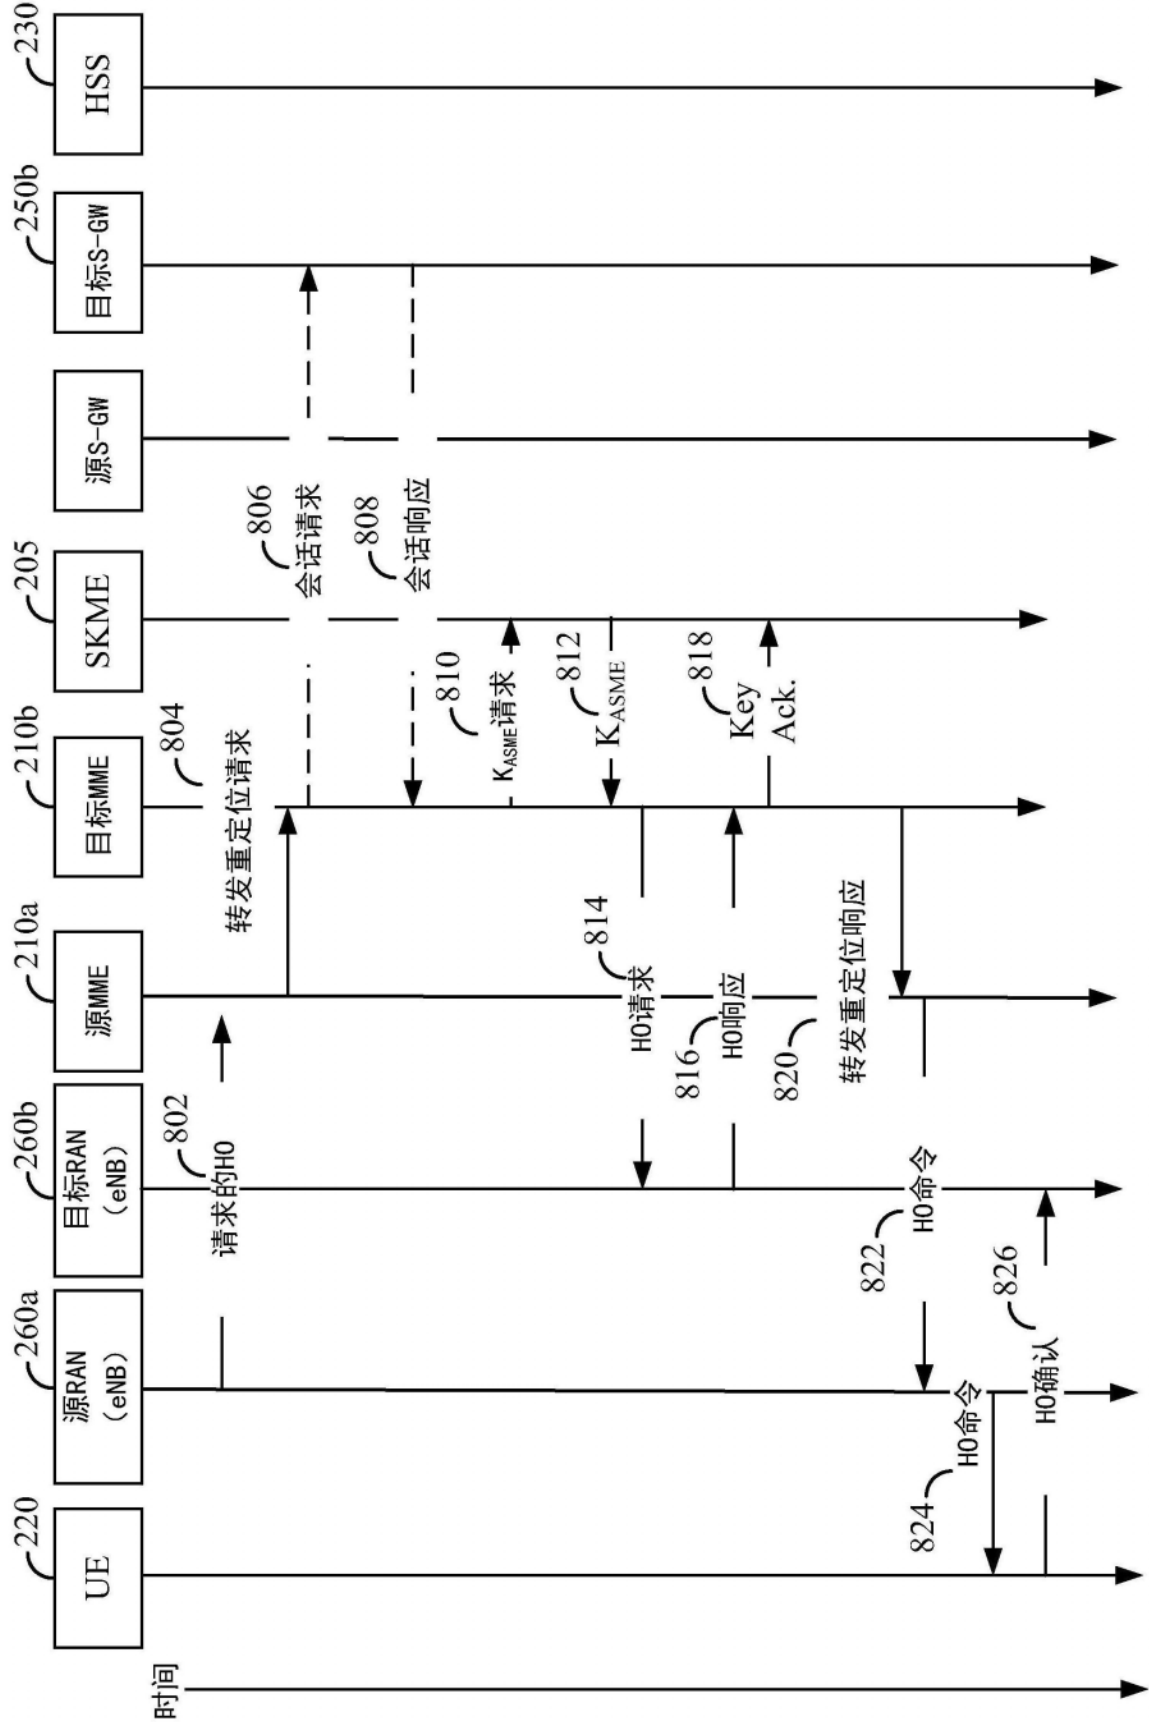 时间
220
UE
260a
源RAN
(eNB)
260b
目标RAN
(eNB)
210a
源MME
210b
目标MME
205
SKME
源S-GW
250b
目标S-GW
230
HSS
802
请求的HO
804
转发重定位请求
806
会话请求
808
会话响应
810
KASME请求
812
KASME
814
HO请求
816
HO响应
818
Key
Ack.
820
转发重定位响应
822
HO命令
824
HO命令
826
HO确认